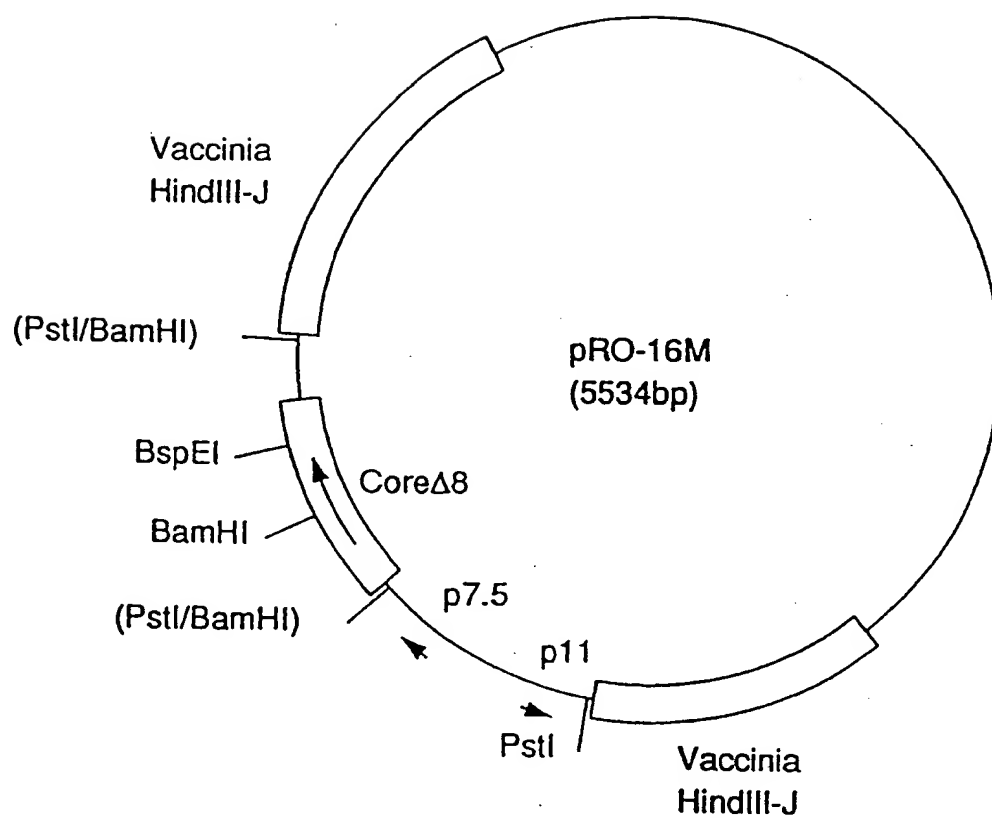 Vaccinia
HindIII-J
(PstI/BamHI)
pRO-16M
(5534bp)
BspEI
CoreΔ8
BamHI
(PstI/BamHI)
p7.5
p11
PstI
Vaccinia
HindIII-J